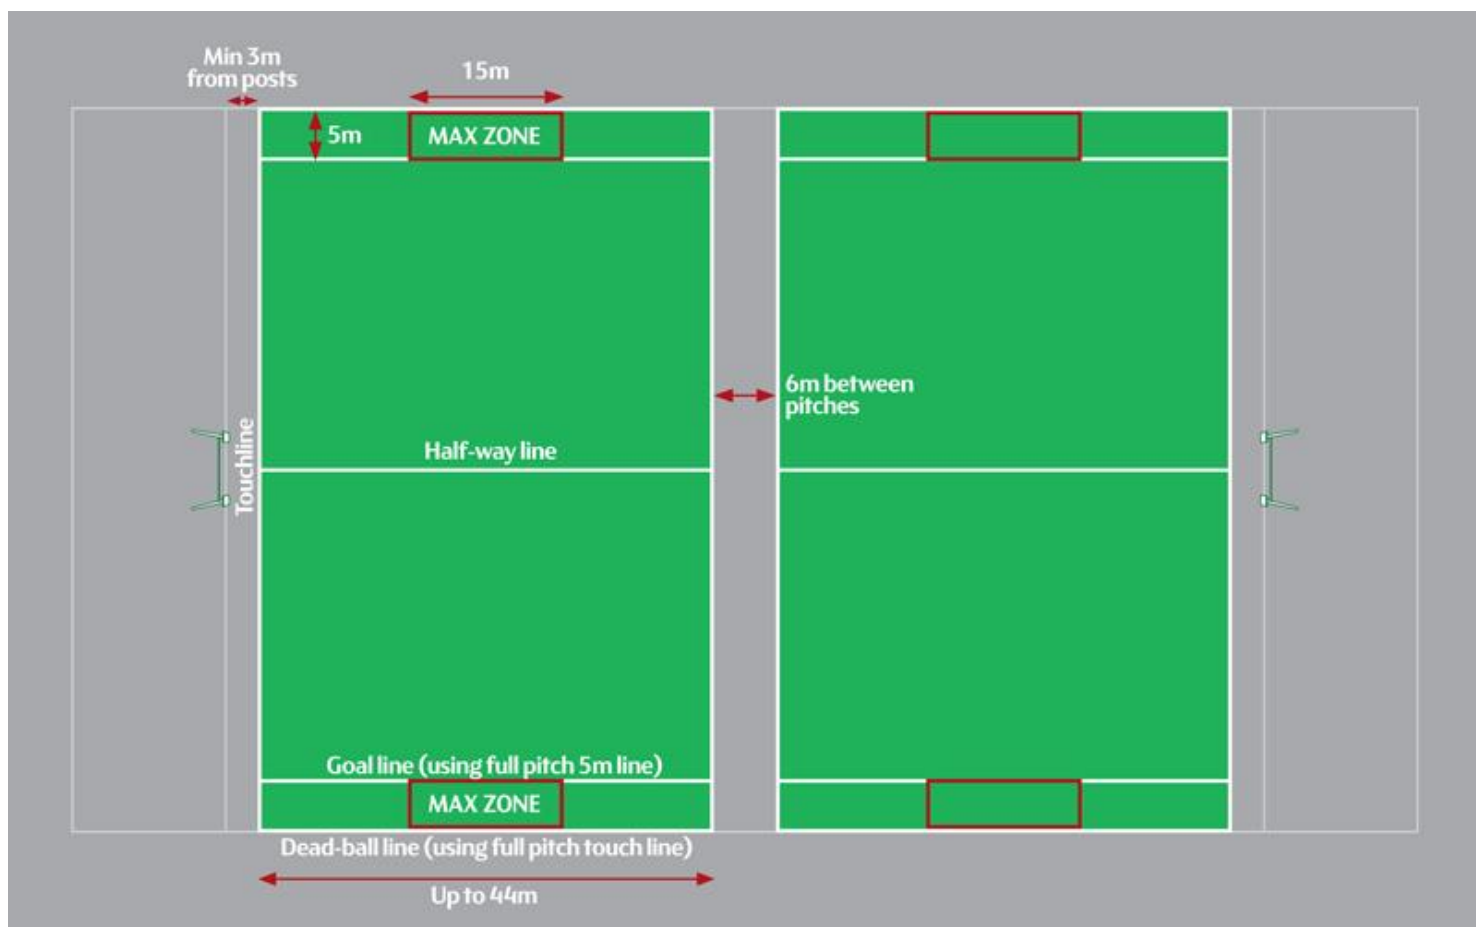 Min 3m
from posts
15m
5m
MAX ZONE
6m between
pitches
Half-way line
Touchline
Goal line (using full pitch 5m line)
MAX ZONE
Dead-ball line (using full pitch touch line)
Up to 44m